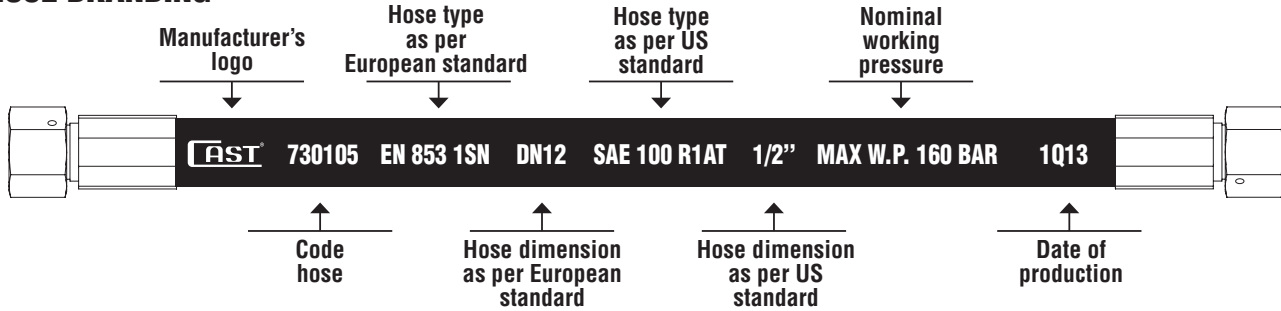 Manufacturer's
logo
Hose type
as per
European standard
Hose type
as per US
standard
Nominal
working
pressure
CAST® 730105 EN 853 1SN DN12 SAE 100 R1AT 1/2’’ MAX W.P. 160 BAR 1Q13
Code
hose
Hose dimension
as per European
standard
Hose dimension
as per US
standard
Date of
production